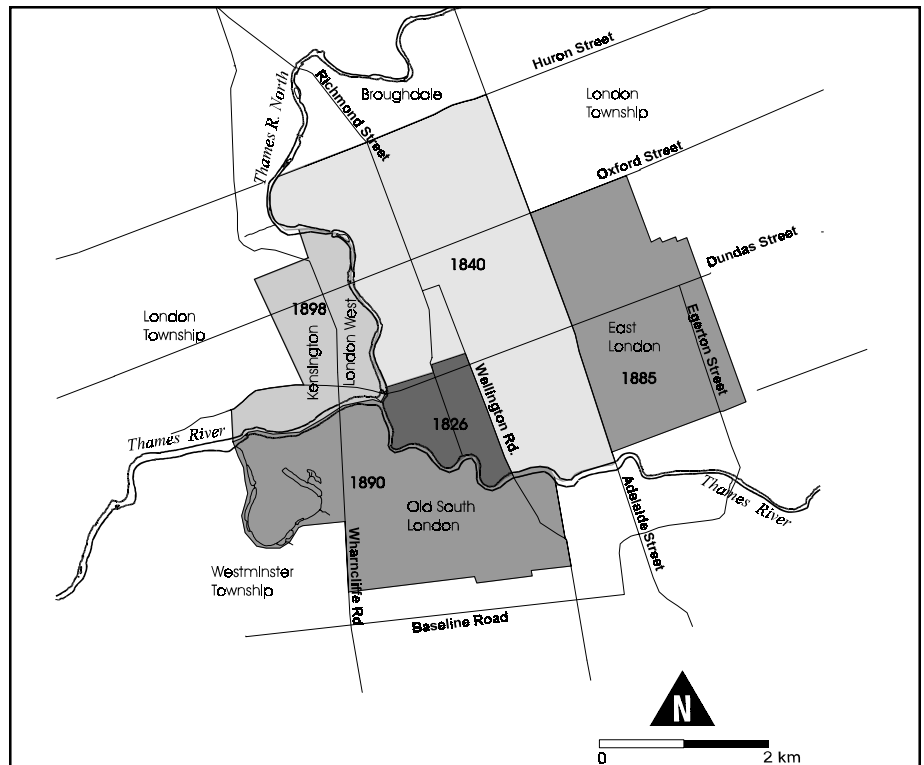 Huron Street
Thames R. North
Richmond Street
Broughdale
London
Township
Oxford Street
Dundas Street
1840
1898
London
Township
Kensington
London West
East
London
1885
Egerton Street
Wellington Rd.
1826
Thames River
1890
Old South
London
Adelaide Street
Thames River
Wharncliffe Rd
Westminster
Township
Baseline Road
N
0
2 km